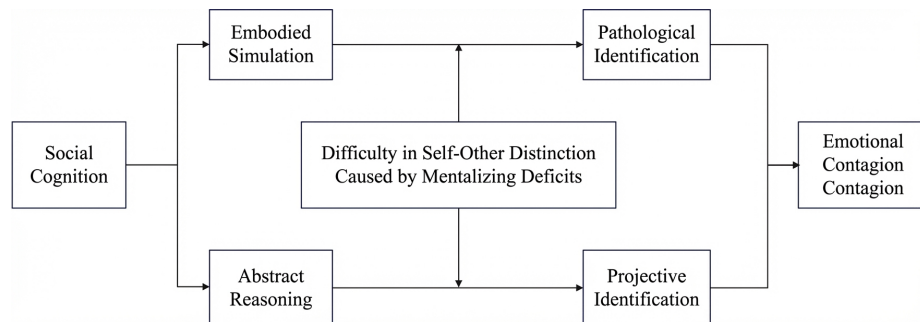 Embodied
Simulation
Pathological
Identification
Social
Cognition
Difficulty in Self-Other Distinction
Caused by Mentalizing Deficits
Emotional
Contagion
Contagion
Abstract
Reasoning
Projective
Identification